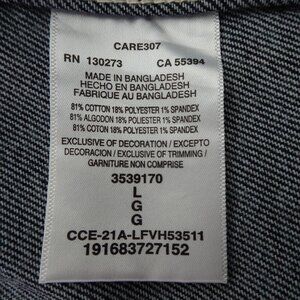 CARE307
RN 130273 CA 55394
MADE IN BANGLADESH
HECHO EN BANGLADESH
FABRIQUE AU BANGLADESH
81% COTTON 18% POLYESTER 1% SPANDEX
81% ALGODON 18% POLIESTER 1% SPANDEX
81% COTON 18% POLYESTER 1% SPANDEX
EXCLUSIVE OF DECORATION / EXCEPTO
DECORACION / EXCLUSIVE OF TRIMMING /
GARNITURE NON COMPRISE
3539170
L
G
G
CCE-21A-LFVH53511
191683727152